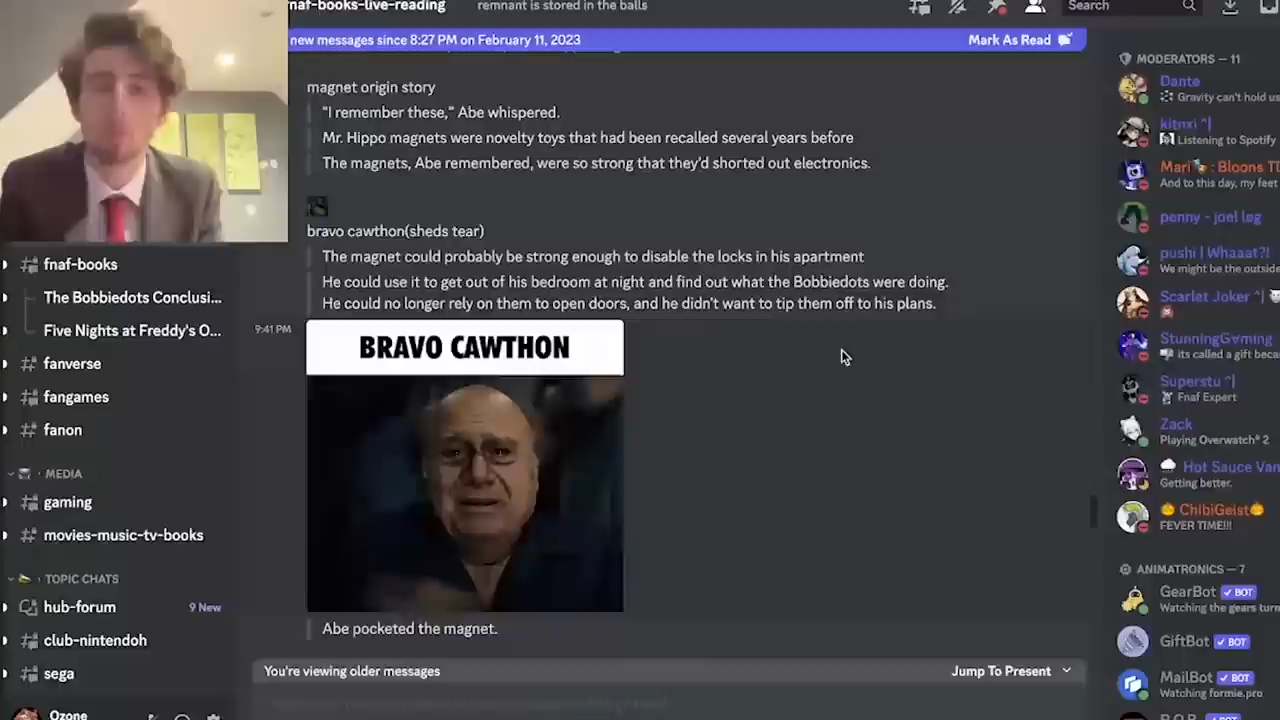 fnaf-books-live-reading
remnant is stored in the balls
Search
new messages since 8:27 PM on February 11, 2023
Mark As Read
magnet origin story
"I remember these," Abe whispered.
Mr. Hippo magnets were novelty toys that had been recalled several years before
The magnets, Abe remembered, were so strong that they'd shorted out electronics.
bravo cawthon(sheds tear)
The magnet could probably be strong enough to disable the locks in his apartment
He could use it to get out of his bedroom at night and find out what the Bobbiedots were doing.
He could no longer rely on them to open doors, and he didn't want to tip them off to his plans.
9:41 PM
BRAVO CAWTHON
Abe pocketed the magnet.
You're viewing older messages
Jump To Present
fnaf-books
The Bobbiedots Conclusi...
Five Nights at Freddy's O...
fanverse
fangames
fanon
MEDIA
gaming
movies-music-tv-books
TOPIC CHATS
hub-forum
9 New
club-nintendoh
sega
Ozone
MODERATORS — 11
Dante
Gravity can't hold us
kitnxi ^|
Listening to Spotify
Mari : Bloons TD
And to this day, my feet
penny - joel løg
pushi | Whaaat?!
We might be the outside
Scarlet Joker ^|
StunningGvming
its called a gift beca
Superstu ^|
Fnaf Expert
Zack
Playing Overwatch® 2
Hot Sauce Van
Getting better.
ChibiGeist
FEVER TIME!!!
ANIMATRONICS — 7
GearBot ✓ BOT
Watching the gears turn
GiftBot ✓ BOT
MailBot ✓ BOT
Watching formie.pro
B.O.B ✓ BOT